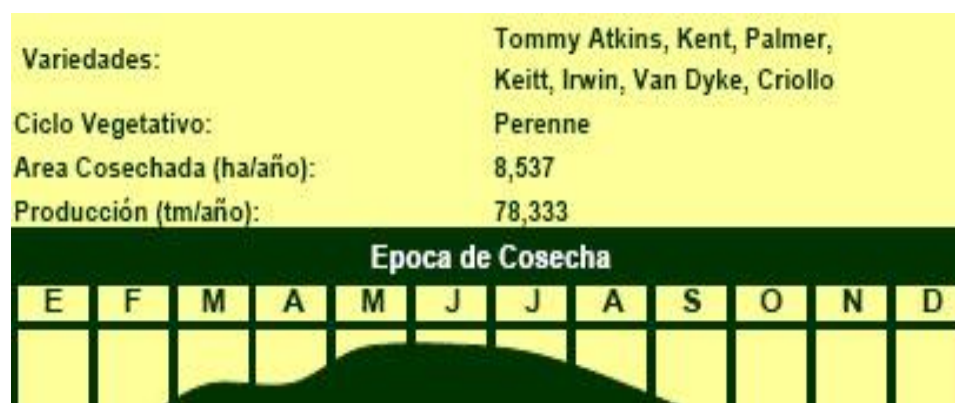 Variedades: Tommy Atkins, Kent, Palmer,
Keitt, Irwin, Van Dyke, Criollo
Ciclo Vegetativo: Perenne
Area Cosechada (ha/año): 8,537
Producción (tm/año): 78,333
Epoca de Cosecha
E F M A M J J A S O N D